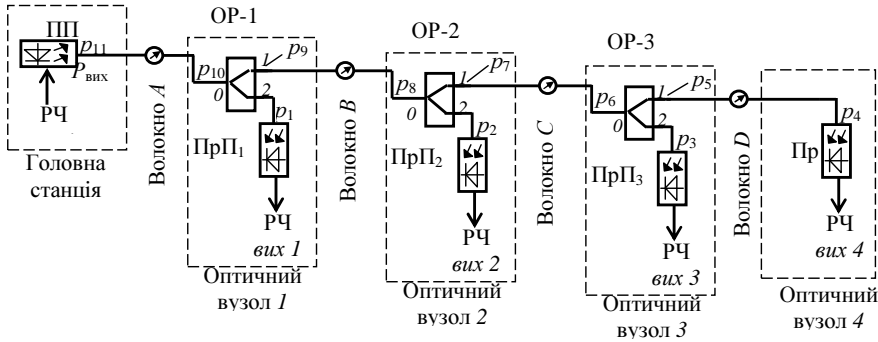 ОР-1
ОР-2
ОР-3
ПП
p11
Pвих
РЧ
Головна
станція
Волокно A
p10
0
1
2
p9
p1
ПрП1
РЧ
вих 1
Оптичний
вузол 1
Волокно B
p8
0
1
2
p7
p2
ПрП2
РЧ
вих 2
Оптичний
вузол 2
Волокно C
p6
0
1
2
p5
p3
ПрП3
РЧ
вих 3
Оптичний
вузол 3
Волокно D
p4
Пр
РЧ
вих 4
Оптичний
вузол 4